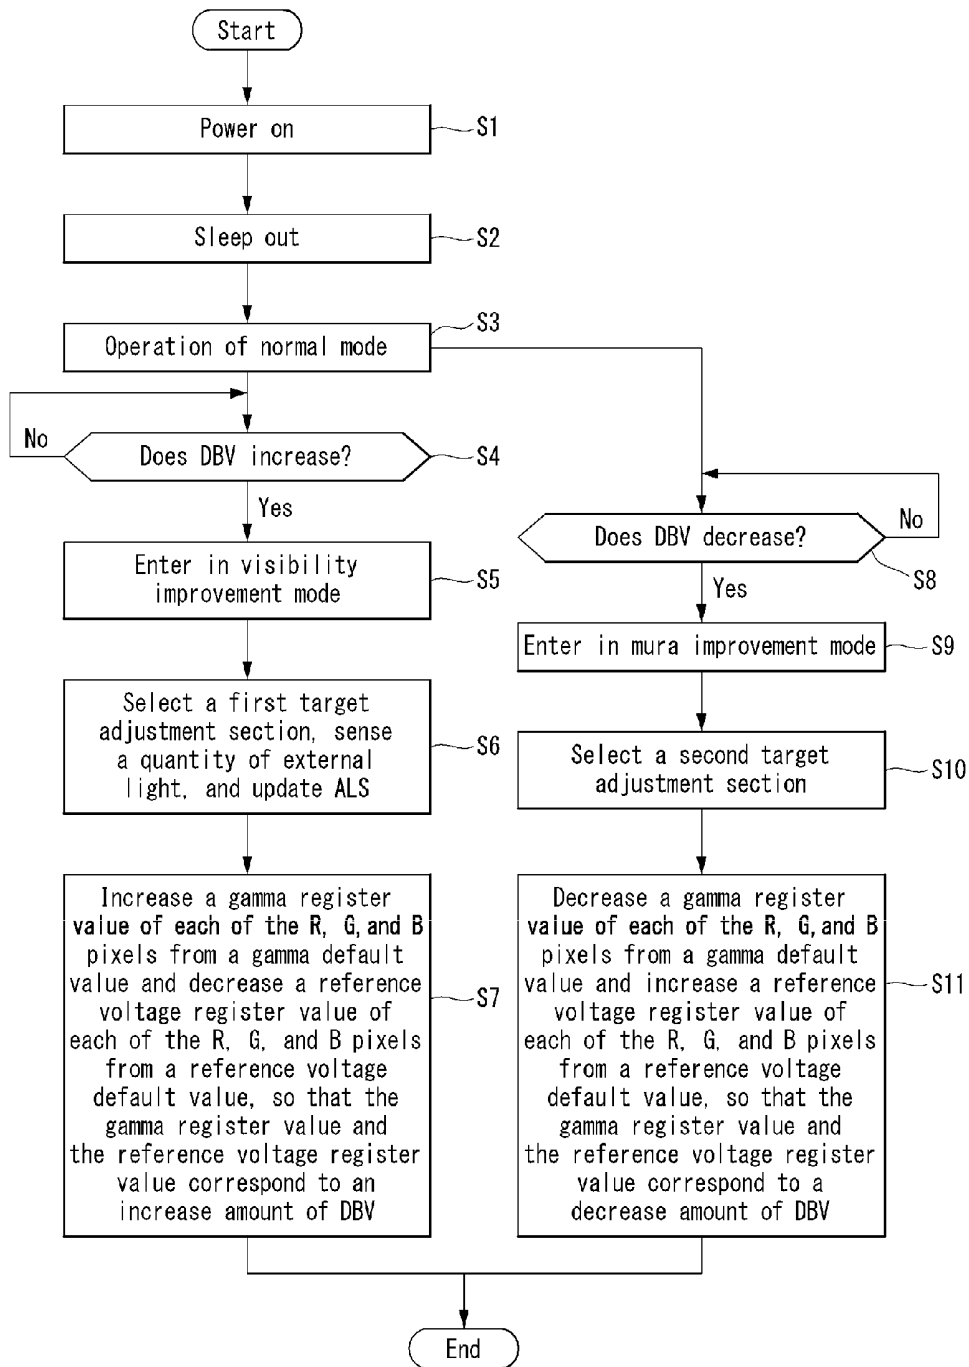 Start
Power on
S1
Sleep out
S2
Operation of normal mode
S3
No
Does DBV increase?
S4
Yes
Enter in visibility
improvement mode
S5
Select a first target
adjustment section, sense
a quantity of external
light, and update ALS
S6
Increase a gamma register
value of each of the R, G, and B
pixels from a gamma default
value and decrease a reference
voltage register value of
each of the R, G, and B pixels
from a reference voltage
default value, so that the
gamma register value and
the reference voltage register
value correspond to an
increase amount of DBV
S7
Does DBV decrease?
No
S8
Yes
Enter in mura improvement mode
S9
Select a second target
adjustment section
S10
Decrease a gamma register
value of each of the R, G, and B
pixels from a gamma default
value and increase a reference
voltage register value of
each of the R, G, and B pixels
from a reference voltage
default value, so that the
gamma register value and
the reference voltage register
value correspond to a
decrease amount of DBV
S11
End